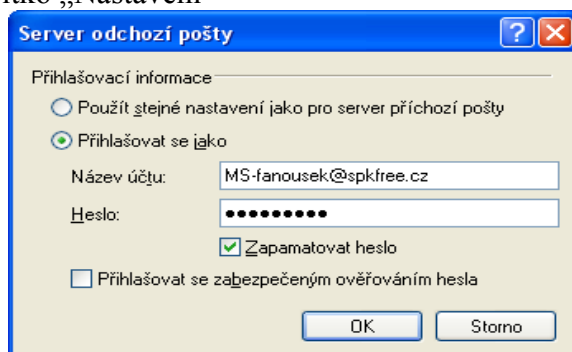 „Nastavení
Server odchozí pošty
Přihlašovací informace
Použít stejné nastavení jako pro server příchozí pošty
Přihlašovat se jako
Název účtu: MS-fanousek@spkfree.cz
Heslo: •••••••••
Zapamatovat heslo
Přihlašovat se zabezpečeným ověřováním hesla
OK Storno